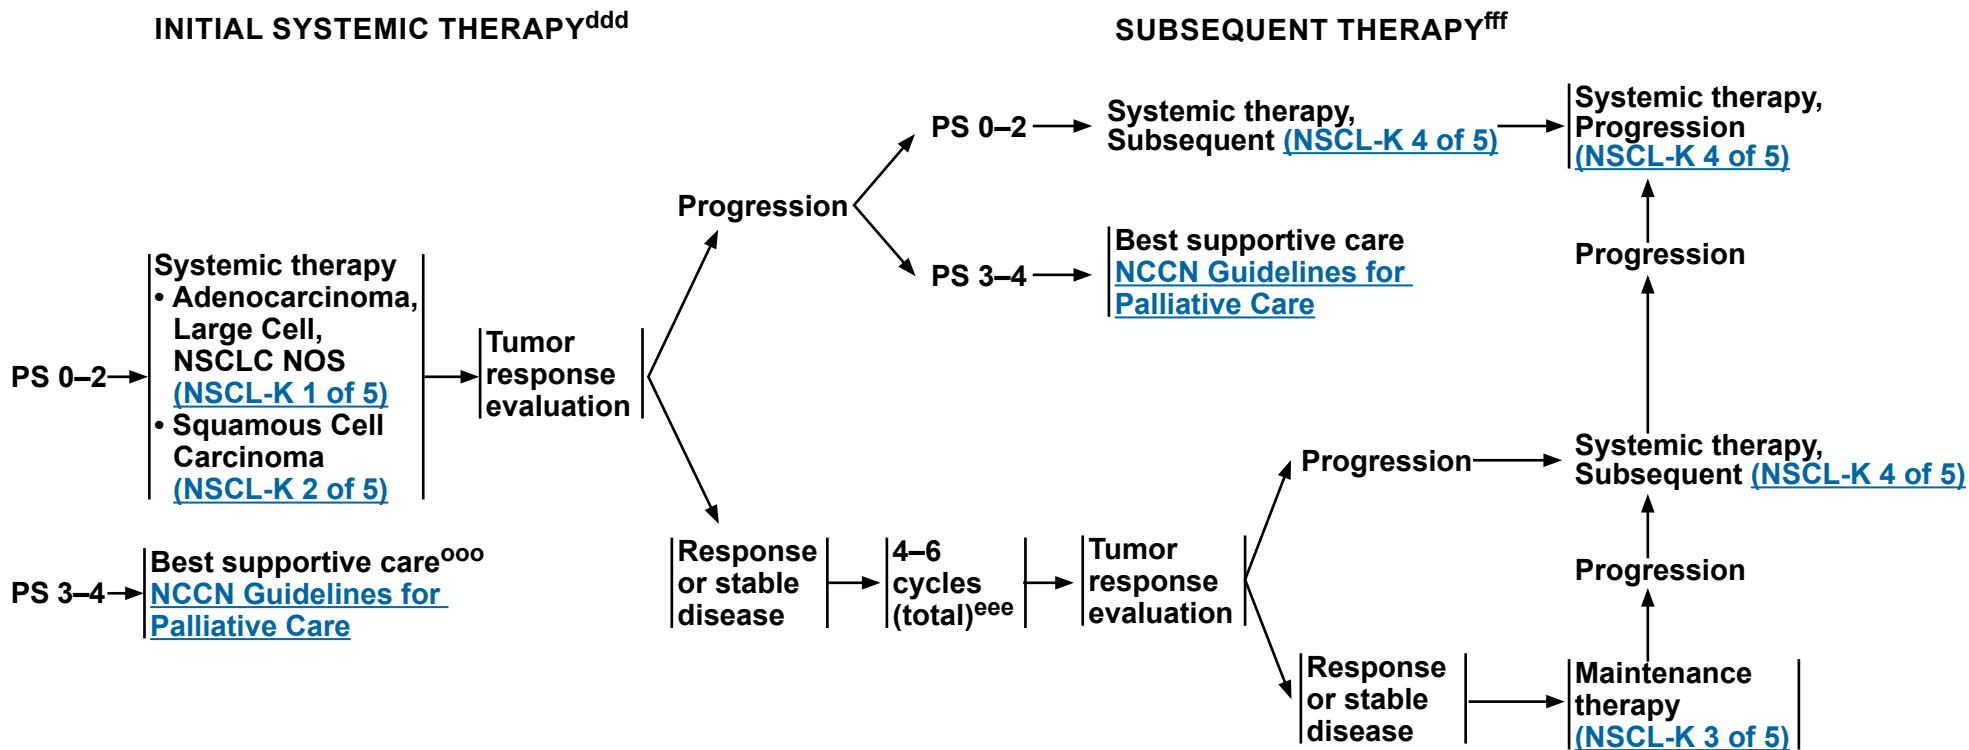 INITIAL SYSTEMIC THERAPYddd
SUBSEQUENT THERAPYfff
PS 0–2
Systemic therapy
• Adenocarcinoma,
Large Cell,
NSCLC NOS
(NSCL-K 1 of 5)
• Squamous Cell
Carcinoma
(NSCL-K 2 of 5)
PS 3–4
Best supportive careooo
NCCN Guidelines for
Palliative Care
Tumor
response
evaluation
Progression
PS 0–2
Systemic therapy,
Subsequent (NSCL-K 4 of 5)
Systemic therapy,
Progression
(NSCL-K 4 of 5)
PS 3–4
Best supportive care
NCCN Guidelines for
Palliative Care
Response
or stable
disease
4–6
cycles
(total)eee
Tumor
response
evaluation
Progression
Systemic therapy,
Subsequent (NSCL-K 4 of 5)
Progression
Response
or stable
disease
Maintenance
therapy
(NSCL-K 3 of 5)
Progression